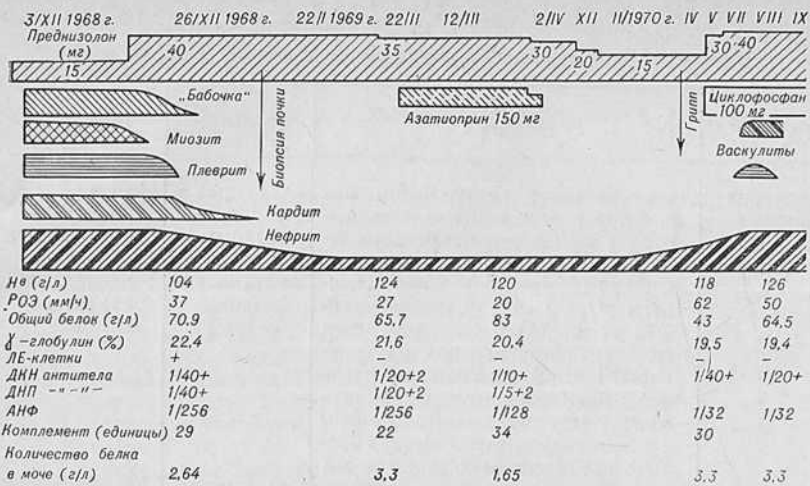 3/XII 1968 г. 26/XII 1968 г. 22/I 1969 г. 22/III 12/III 2/IV XII II/1970 г. IV V VII VIII IX
Преднизолон
(мг)
15 40 35 30 20 15 30 40
„Бабочка“
Миозит
Плеврит
Кардит
Нефрит
Биопсия почки
Азатиоприн 150 мг
Грипп
Циклофосфан
100 мг
Васкулиты
Нв (г/л) 104 124 120 118 126
РОЭ (мм/ч) 37 27 20 62 50
Общий белок (г/л) 70.9 65,7 83 43 64.5
γ-глобулин (%) 22,4 21,6 20.4 19,5 19,4
ЛЕ-клетки + – – – –
ДКН антитела 1/40+ 1/20+2 1/10+ 1/40+ 1/20+
ДНП -"-"- 1/40+ 1/20+2 1/5+2
АНФ 1/256 1/256 1/128 1/32 1/32
Комплемент (единицы) 29 22 34 30
Количество белка
в моче (г/л) 2,64 3,3 1,65 3,3 3,3